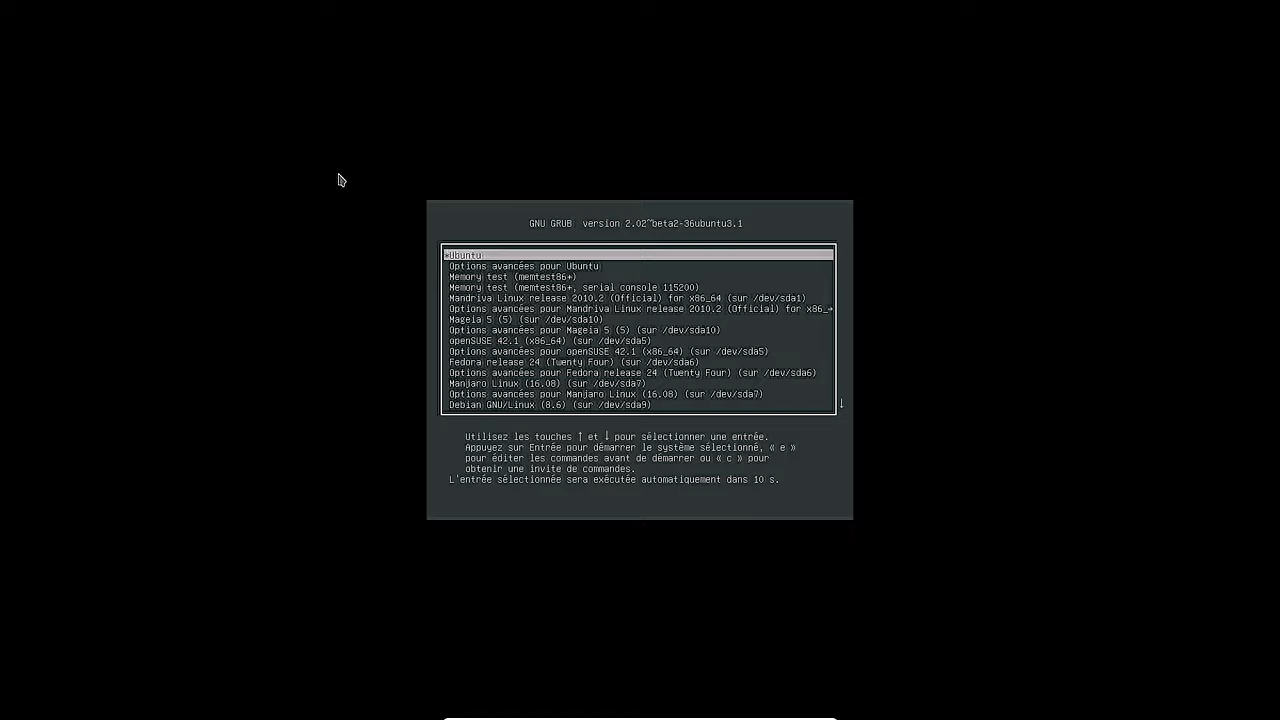 GNU GRUB  version 2.02~beta2-36ubuntu3.1
*Ubuntu
Options avancées pour Ubuntu
Memory test (memtest86+)
Memory test (memtest86+, serial console 115200)
Mandriva Linux release 2010.2 (Official) for x86_64 (sur /dev/sda1)
Options avancées pour Mandriva Linux release 2010.2 (Official) for x86_→
Mageia 5 (5) (sur /dev/sda10)
Options avancées pour Mageia 5 (5) (sur /dev/sda10)
openSUSE 42.1 (x86_64) (sur /dev/sda5)
Options avancées pour openSUSE 42.1 (x86_64) (sur /dev/sda5)
Fedora release 24 (Twenty Four) (sur /dev/sda6)
Options avancées pour Fedora release 24 (Twenty Four) (sur /dev/sda6)
Manjaro Linux (16.08) (sur /dev/sda7)
Options avancées pour Manjaro Linux (16.08) (sur /dev/sda7)
Debian GNU/Linux (8.6) (sur /dev/sda9)
↓
Utilisez les touches ↑ et ↓ pour sélectionner une entrée.
Appuyez sur Entrée pour démarrer le système sélectionné, « e »
pour éditer les commandes avant de démarrer ou « c » pour
obtenir une invite de commandes.
L'entrée sélectionnée sera exécutée automatiquement dans 10 s.